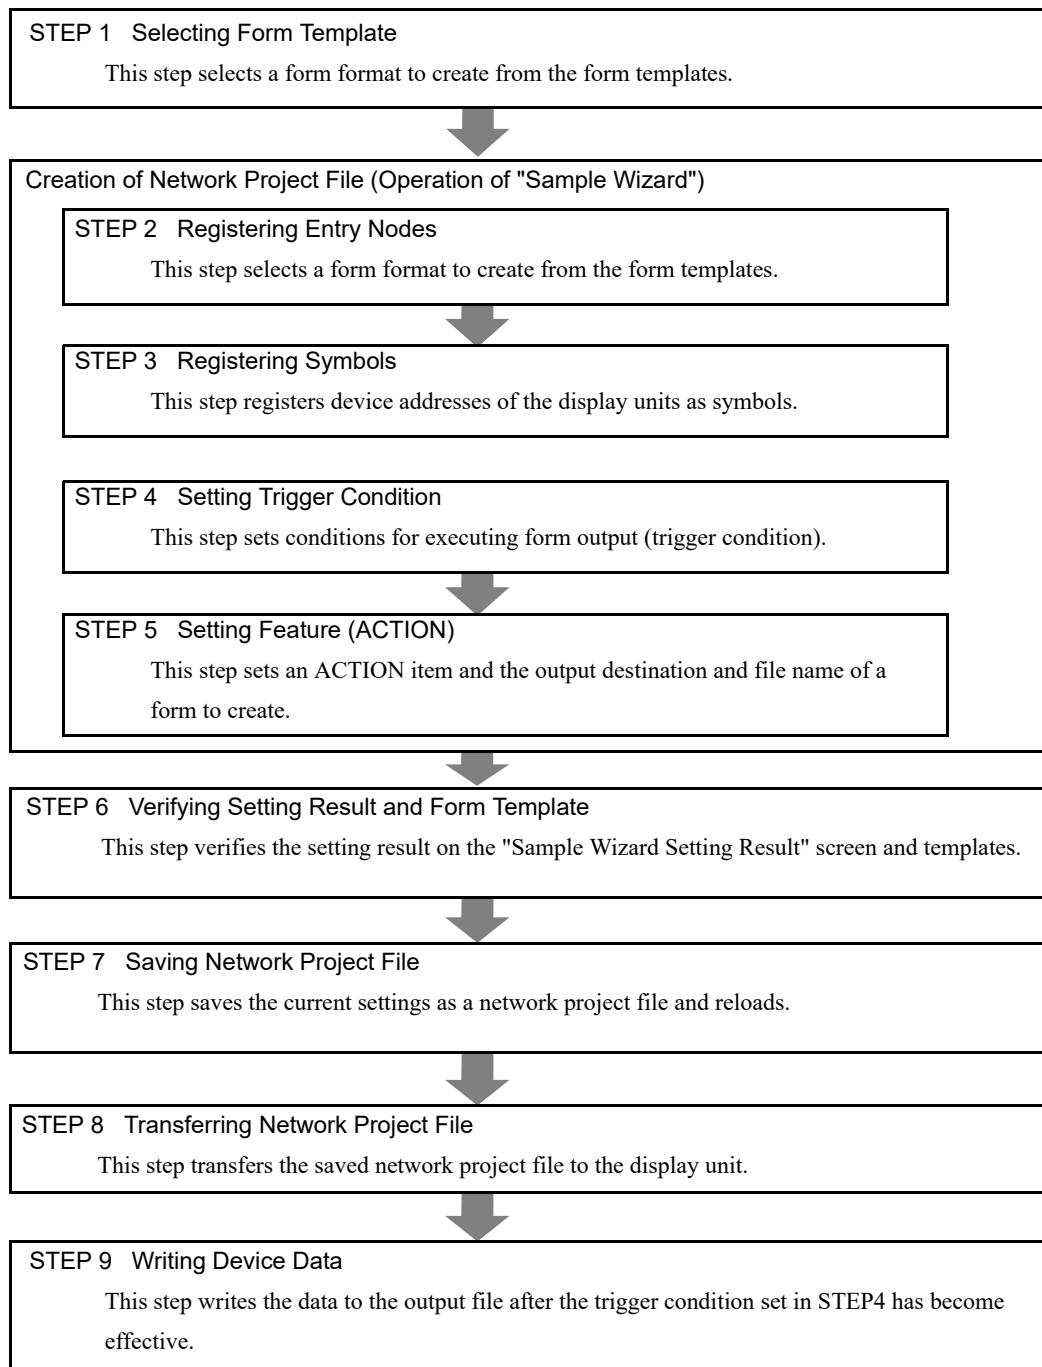 STEP 1 Selecting Form Template
This step selects a form format to create from the form templates.
Creation of Network Project File (Operation of "Sample Wizard")
STEP 2 Registering Entry Nodes
This step selects a form format to create from the form templates.
STEP 3 Registering Symbols
This step registers device addresses of the display units as symbols.
STEP 4 Setting Trigger Condition
This step sets conditions for executing form output (trigger condition).
STEP 5 Setting Feature (ACTION)
This step sets an ACTION item and the output destination and file name of a
form to create.
STEP 6 Verifying Setting Result and Form Template
This step verifies the setting result on the "Sample Wizard Setting Result" screen and templates.
STEP 7 Saving Network Project File
This step saves the current settings as a network project file and reloads.
STEP 8 Transferring Network Project File
This step transfers the saved network project file to the display unit.
STEP 9 Writing Device Data
This step writes the data to the output file after the trigger condition set in STEP4 has become
effective.